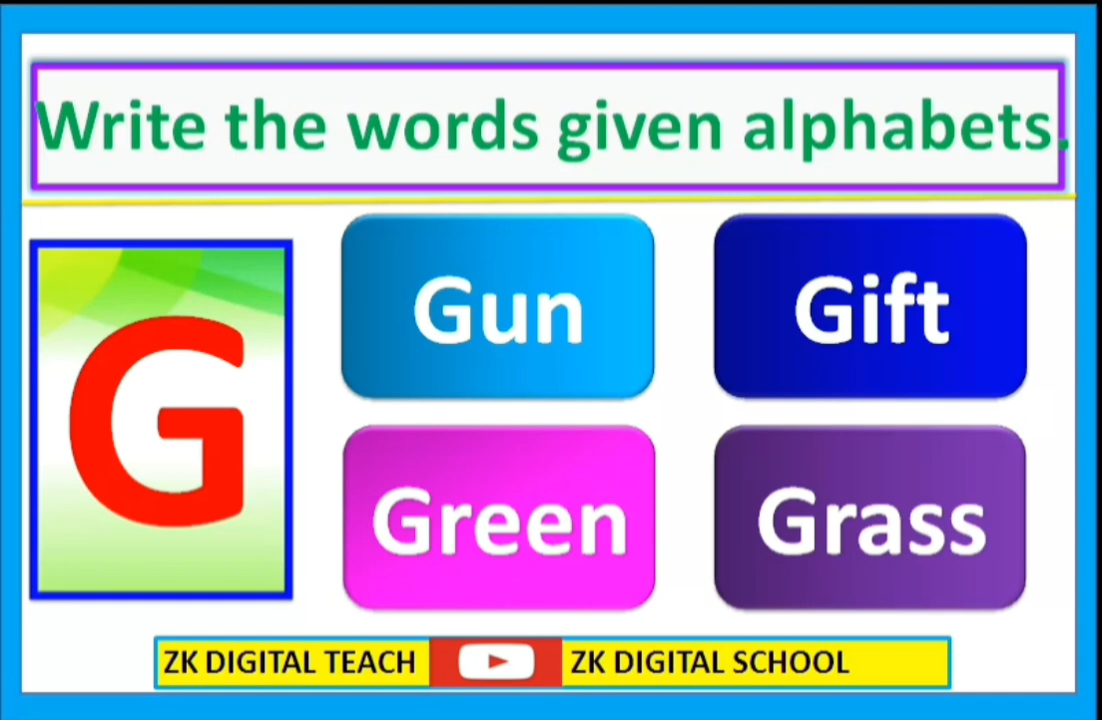 Write the words given alphabets.
G
Gun
Gift
Green
Grass
ZK DIGITAL TEACH
ZK DIGITAL SCHOOL